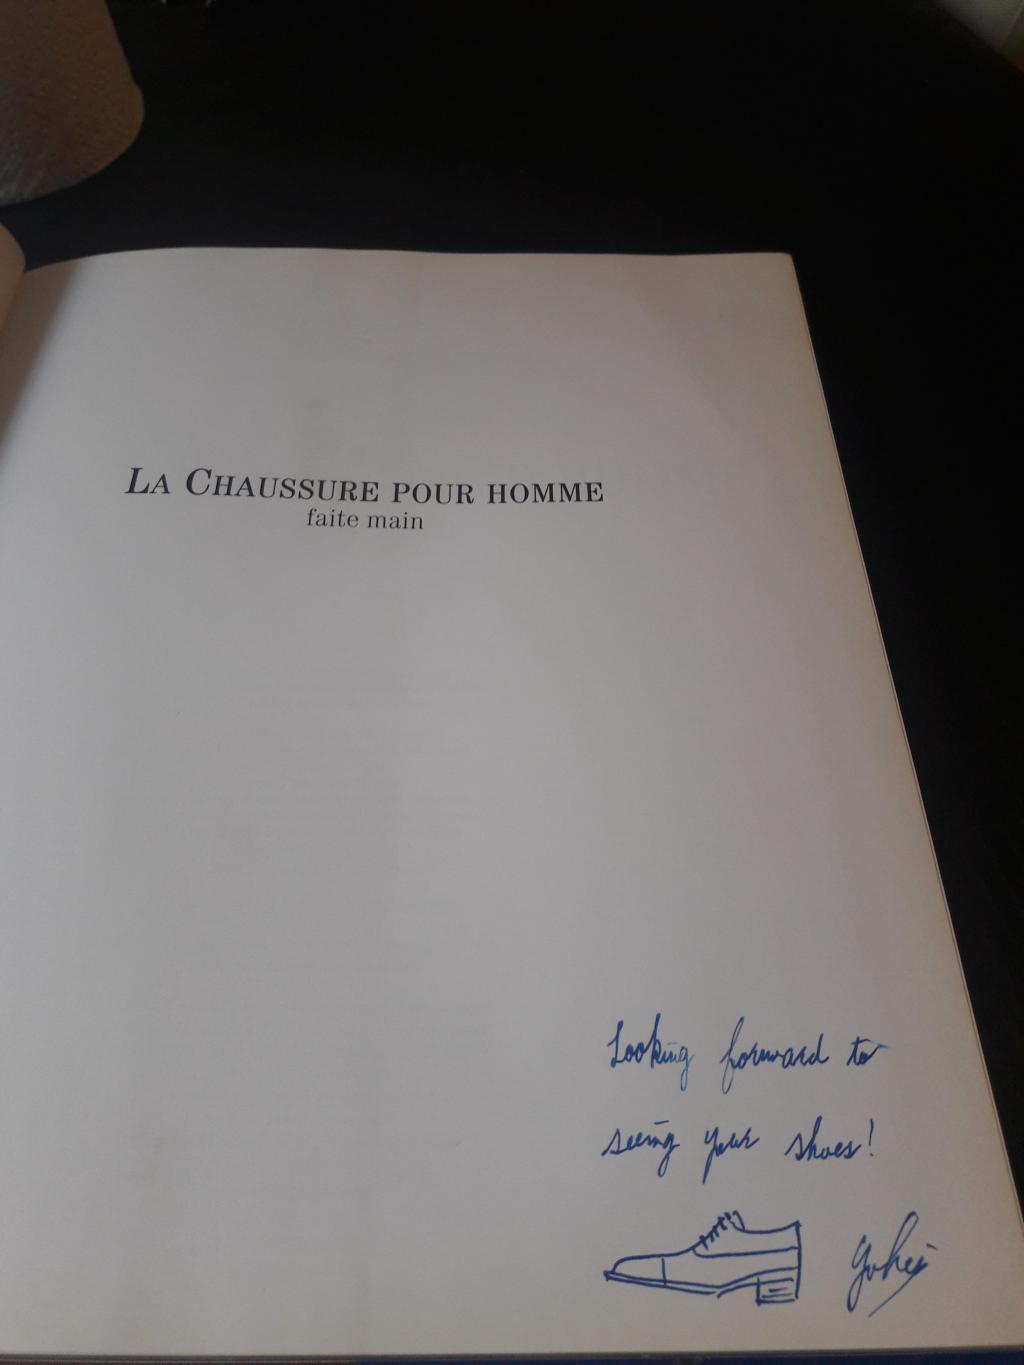 LA CHAUSSURE POUR HOMME
faite main
Looking forward to
seeing your shoes!
Yohei